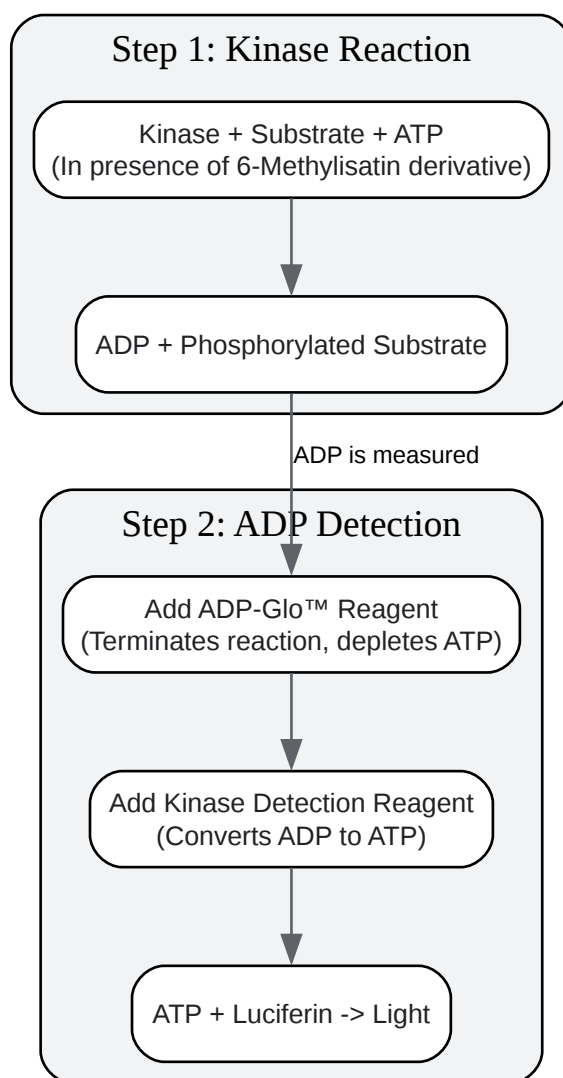 Step 1: Kinase Reaction
Kinase + Substrate + ATP
(In presence of 6-Methylisatin derivative)
ADP + Phosphorylated Substrate
ADP is measured
Step 2: ADP Detection
Add ADP-Glo™ Reagent
(Terminates reaction, depletes ATP)
Add Kinase Detection Reagent
(Converts ADP to ATP)
ATP + Luciferin -> Light